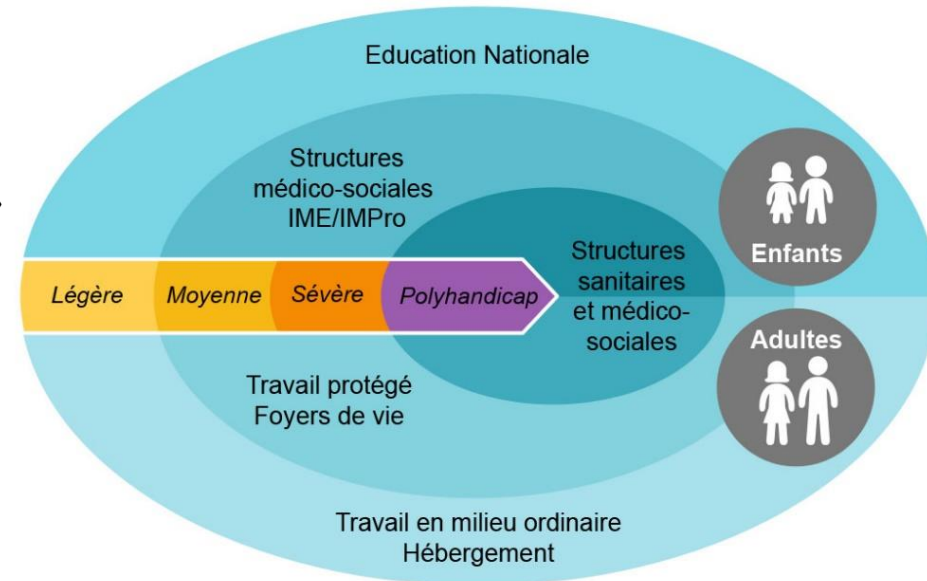 Education Nationale
Structures
médico-sociales
IME/IMPro
Enfants
Légère
Moyenne
Sévère
Polyhandicap
Structures
sanitaires
et médico-
sociales
Adultes
Travail protégé
Foyers de vie
Travail en milieu ordinaire
Hébergement